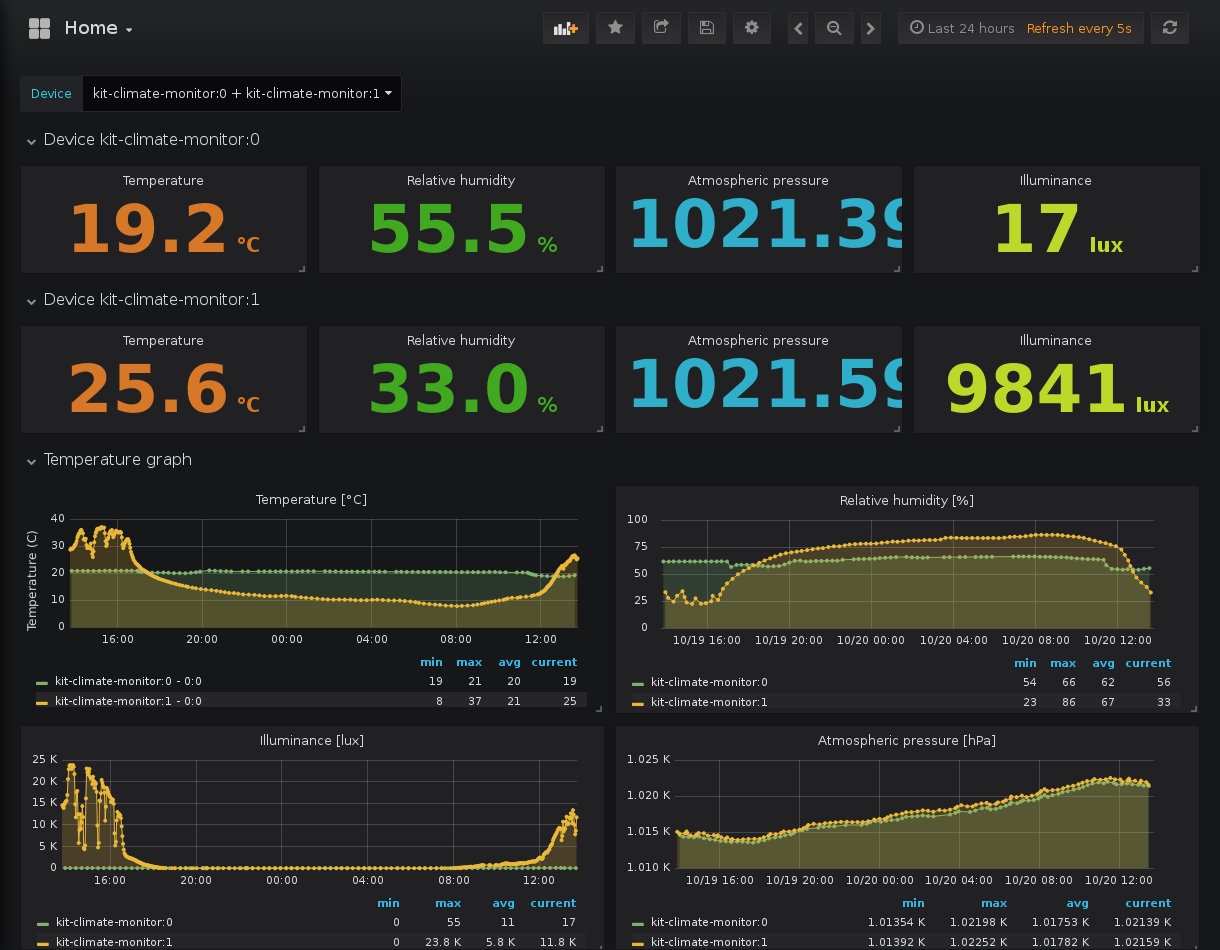 Home
Last 24 hours Refresh every 5s
Device kit-climate-monitor:0 + kit-climate-monitor:1
Device kit-climate-monitor:0
Temperature Relative humidity Atmospheric pressure Illuminance
19.2 °C 55.5 % 1021.39 17 lux
Device kit-climate-monitor:1
Temperature Relative humidity Atmospheric pressure Illuminance
25.6 °C 33.0 % 1021.59 9841 lux
Temperature graph
Temperature [°C]
Temperature (C)
40
30
20
10
0
16:00 20:00 00:00 04:00 08:00 12:00
min max avg current
kit-climate-monitor:0 - 0:0 19 21 20 19
kit-climate-monitor:1 - 0:0 8 37 21 25
Relative humidity [%]
100
75
50
25
0
10/19 16:00 10/19 20:00 10/20 00:00 10/20 04:00 10/20 08:00 10/20 12:00
min max avg current
kit-climate-monitor:0 54 66 62 56
kit-climate-monitor:1 23 86 67 33
Illuminance [lux]
25 K
20 K
15 K
10 K
5 K
0
16:00 20:00 00:00 04:00 08:00 12:00
min max avg current
kit-climate-monitor:0 0 55 11 17
kit-climate-monitor:1 0 23.8 K 5.8 K 11.8 K
Atmospheric pressure [hPa]
1.025 K
1.020 K
1.015 K
1.010 K
10/19 16:00 10/19 20:00 10/20 00:00 10/20 04:00 10/20 08:00 10/20 12:00
min max avg current
kit-climate-monitor:0 1.01354 K 1.02198 K 1.01753 K 1.02139 K
kit-climate-monitor:1 1.01392 K 1.02252 K 1.01782 K 1.02159 K